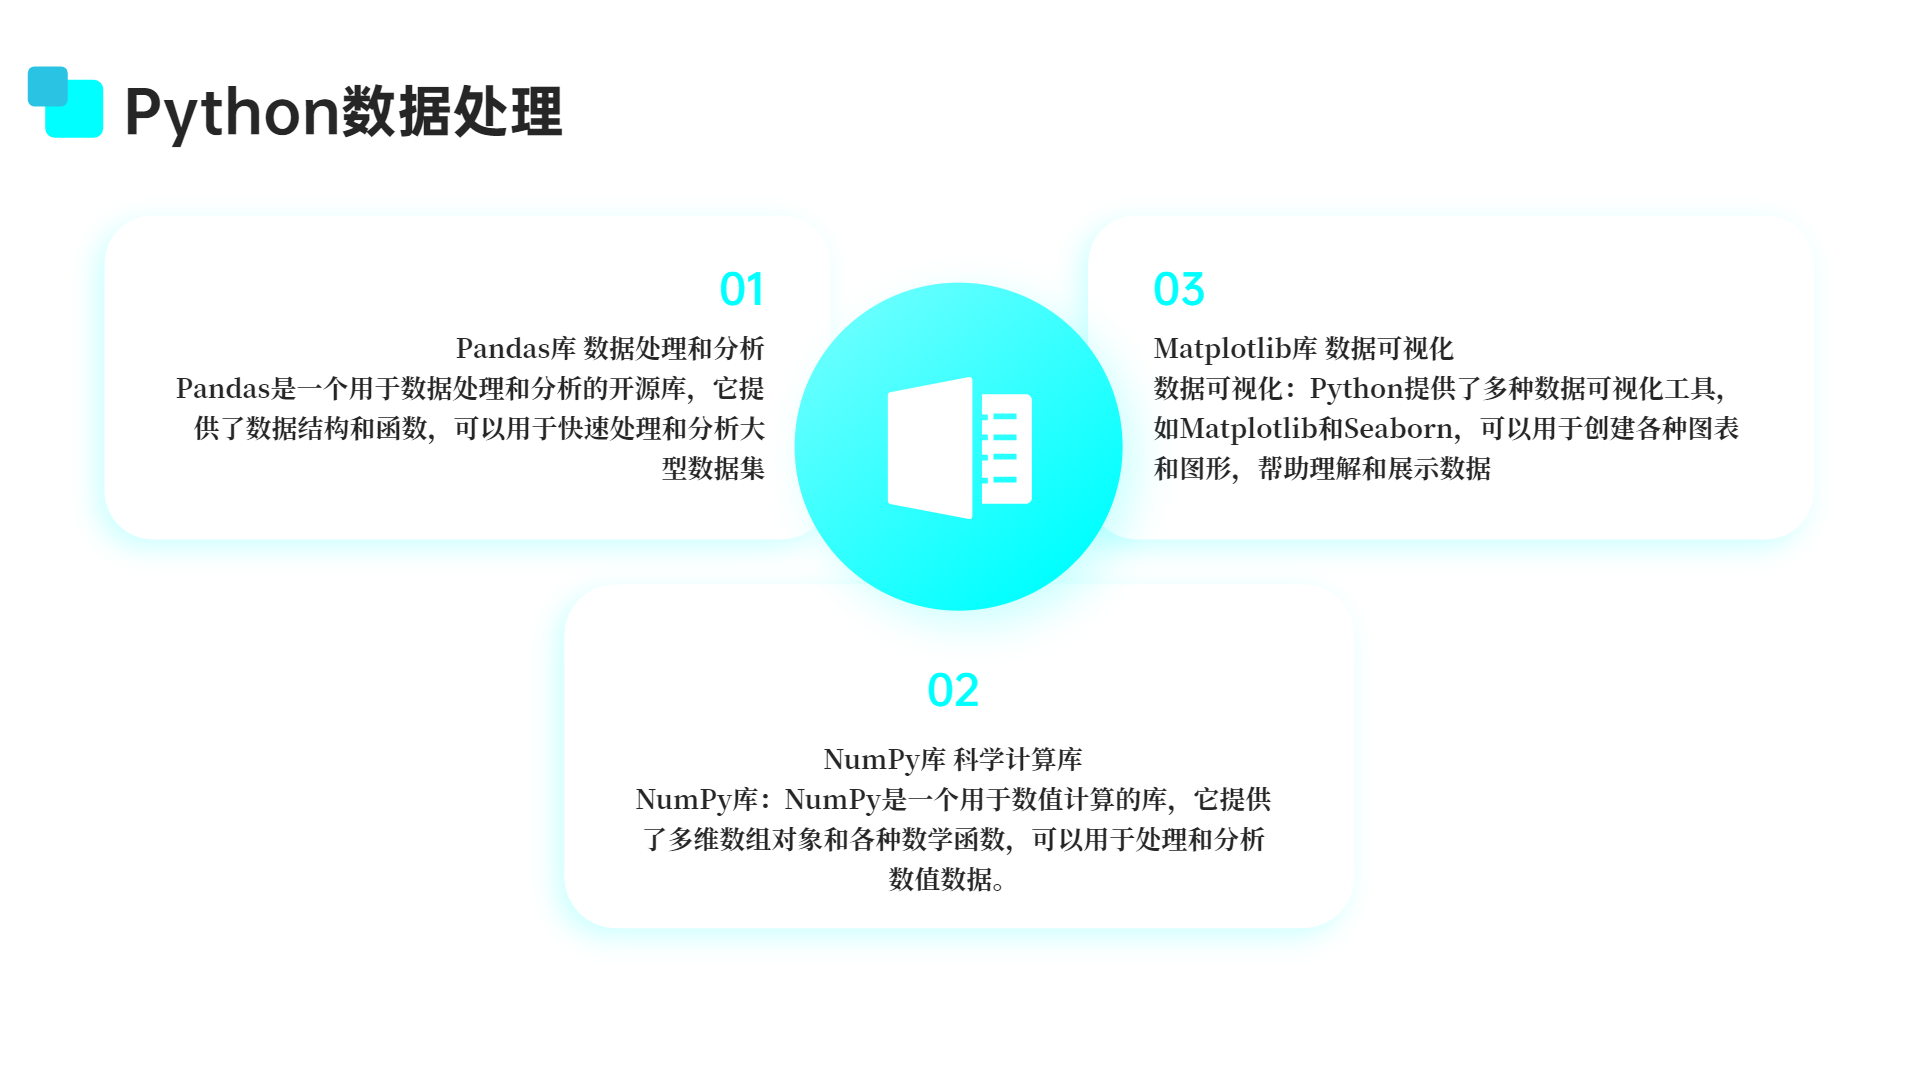 Python数据处理
01
Pandas库 数据处理和分析
Pandas是一个用于数据处理和分析的开源库，它提
供了数据结构和函数，可以用于快速处理和分析大
型数据集
02
NumPy库 科学计算库
NumPy库：NumPy是一个用于数值计算的库，它提供
了多维数组对象和各种数学函数，可以用于处理和分析
数值数据。
03
Matplotlib库 数据可视化
数据可视化：Python提供了多种数据可视化工具，
如Matplotlib和Seaborn，可以用于创建各种图表
和图形，帮助理解和展示数据